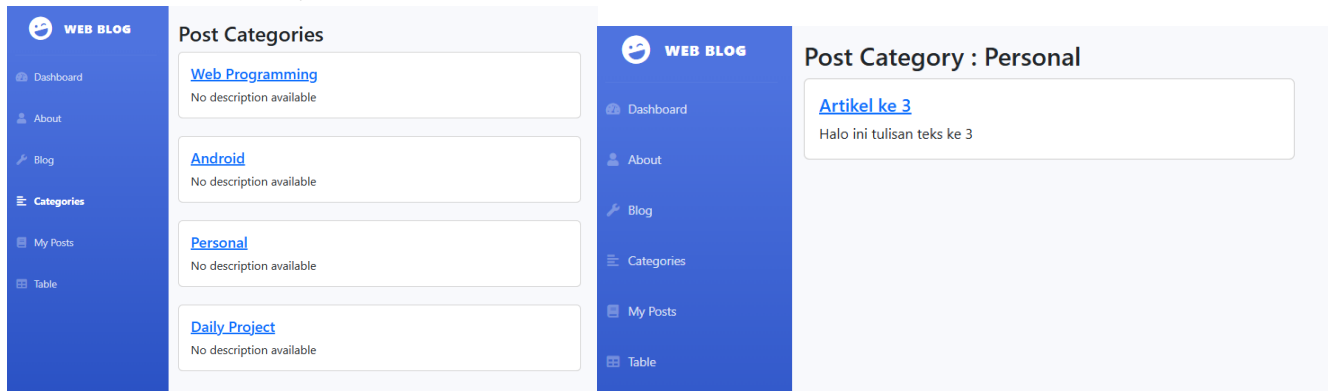 WEB BLOG
Dashboard
About
Blog
Categories
My Posts
Table
Post Categories
Web Programming
No description available
Android
No description available
Personal
No description available
Daily Project
No description available
WEB BLOG
Dashboard
About
Blog
Categories
My Posts
Table
Post Category : Personal
Artikel ke 3
Halo ini tulisan teks ke 3